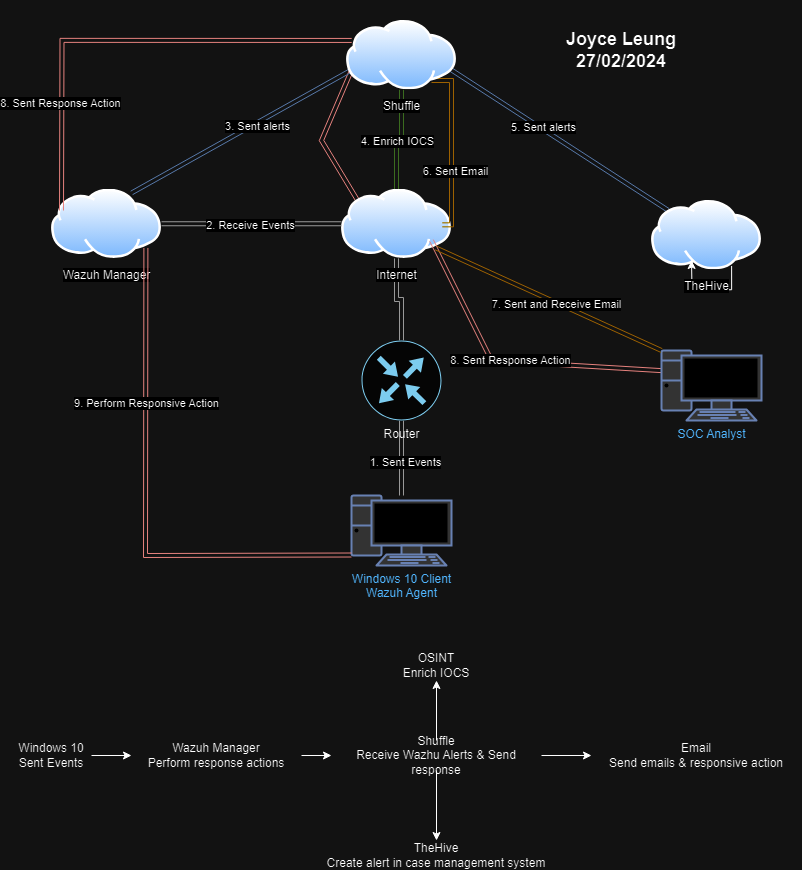 Joyce Leung
27/02/2024
8. Sent Response Action
Shuffle
3. Sent alerts
4. Enrich IOCS
5. Sent alerts
6. Sent Email
2. Receive Events
Wazuh Manager
Internet
TheHive
7. Sent and Receive Email
8. Sent Response Action
9. Perform Responsive Action
Router
SOC Analyst
1. Sent Events
Windows 10 Client
Wazuh Agent
OSINT
Enrich IOCS
Windows 10
Sent Events
Wazuh Manager
Perform response actions
Shuffle
Receive Wazhu Alerts & Send
response
Email
Send emails & responsive action
TheHive
Create alert in case management system